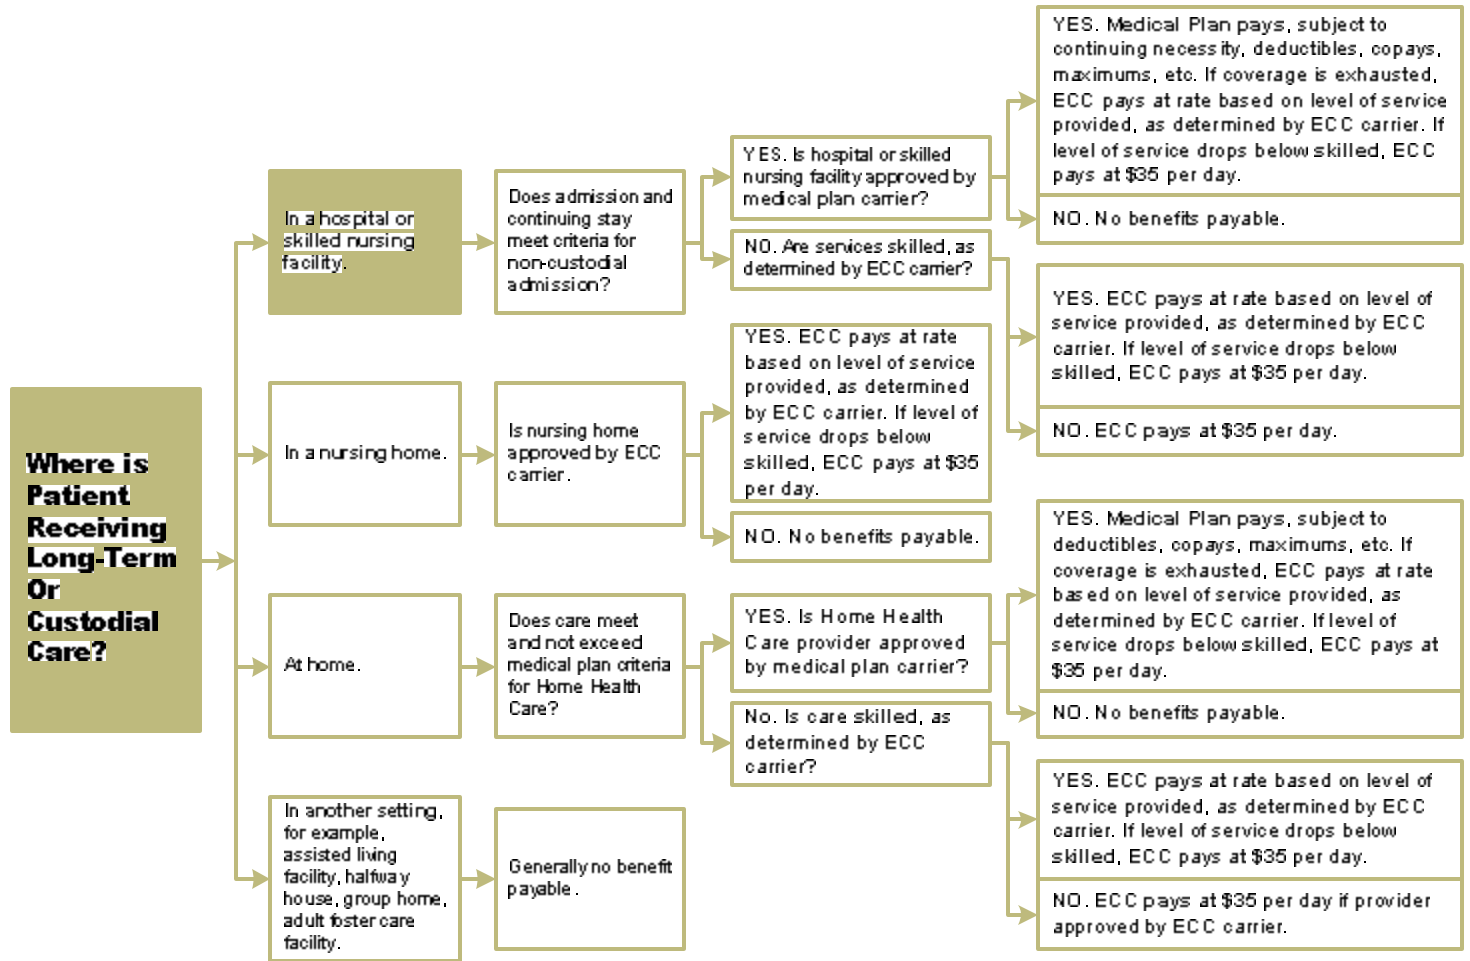 Where is
Patient
Receiving
Long-Term
Or
Custodial
Care?
In a hospital or
skilled nursing
facility.
Does admission and
continuing stay
meet criteria for
non-custodial
admission?
YES. Is hospital or skilled
nursing facility approved by
medical plan carrier?
YES. Medical Plan pays, subject to
continuing necessity, deductibles, copays,
maximums, etc. If coverage is exhausted,
ECC pays at rate based on level of service
provided, as determined by ECC carrier. If
level of service drops below skilled, ECC
pays at $35 per day.
NO. No benefits payable.
NO. Are services skilled, as
determined by ECC carrier?
YES. ECC pays at rate based on level of
service provided, as determined by ECC
carrier. If level of service drops below
skilled, ECC pays at $35 per day.
NO. ECC pays at $35 per day.
In a nursing home.
Is nursing home
approved by ECC
carrier.
YES. ECC pays at rate
based on level of service
provided, as determined
by ECC carrier. If level of
service drops below
skilled, ECC pays at $35
per day.
NO. No benefits payable.
At home.
Does care meet
and not exceed
medical plan criteria
for Home Health
Care?
YES. Is Home Health
Care provider approved
by medical plan carrier?
YES. Medical Plan pays, subject to
deductibles, copays, maximums, etc. If
coverage is exhausted, ECC pays at rate
based on level of service provided, as
determined by ECC carrier. If level of
service drops below skilled, ECC pays at
$35 per day.
NO. No benefits payable.
No. Is care skilled, as
determined by ECC
carrier?
YES. ECC pays at rate based on level of
service provided, as determined by ECC
carrier. If level of service drops below
skilled, ECC pays at $35 per day.
NO. ECC pays at $35 per day if provider
approved by ECC carrier.
In another setting,
for example,
assisted living
facility, halfway
house, group home,
adult foster care
facility.
Generally no benefit
payable.